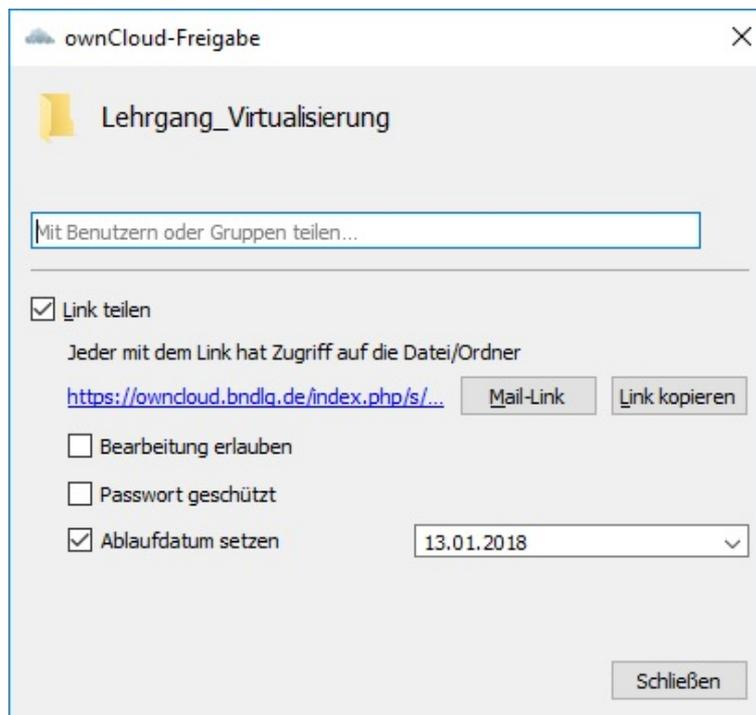 ownCloud-Freigabe
Lehrgang_Virtualisierung
Mit Benutzern oder Gruppen teilen...
Link teilen
Jeder mit dem Link hat Zugriff auf die Datei/Ordner
https://owncloud.bndlg.de/index.php/s/... Mail-Link Link kopieren
Bearbeitung erlauben
Passwort geschützt
Ablaufdatum setzen 13.01.2018
Schließen